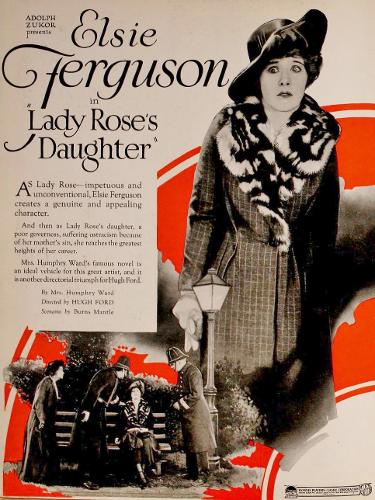 ADOLPH
ZUKOR
presents
Elsie
Ferguson
in
"Lady Rose's
Daughter"
AS Lady Rose—impetuous and
unconventional, Elsie Ferguson
creates a genuine and appealing
character.
And then as Lady Rose's daughter, a
poor governess, suffering ostracism because
of her mother's sin, she reaches the greatest
heights of her career.
Mrs. Humphry Ward's famous novel is
an ideal vehicle for this great artist, and it
is another directorial triumph for Hugh Ford.
By Mrs. Humphry Ward
Directed by HUGH FORD
Scenario by Burns Mantle